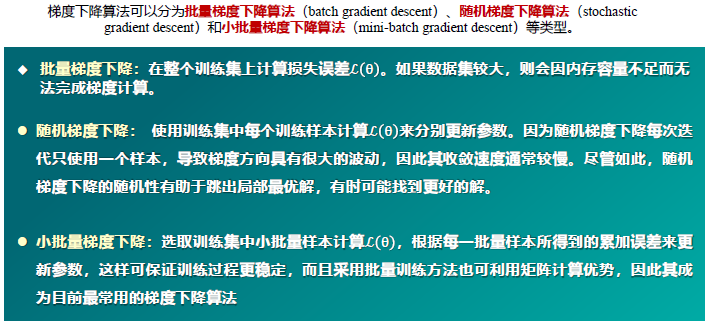 梯度下降算法可以分为批量梯度下降算法（batch gradient descent）、随机梯度下降算法（stochastic
gradient descent）和小批量梯度下降算法（mini-batch gradient descent）等类型。
◆ 批量梯度下降：在整个训练集上计算损失误差ℒ(θ)。如果数据集较大，则会因内存容量不足而无
法完成梯度计算。
● 随机梯度下降： 使用训练集中每个训练样本计算ℒ(θ)来分别更新参数。因为随机梯度下降每次迭
代只使用一个样本，导致梯度方向具有很大的波动，因此其收敛速度通常较慢。尽管如此，随机
梯度下降的随机性有助于跳出局部最优解，有时可能找到更好的解。
● 小批量梯度下降：选取训练集中小批量样本计算ℒ(θ)，根据每一批量样本所得到的累加误差来更
新参数，这样可保证训练过程更稳定，而且采用批量训练方法也可利用矩阵计算优势，因此其成
为目前最常用的梯度下降算法